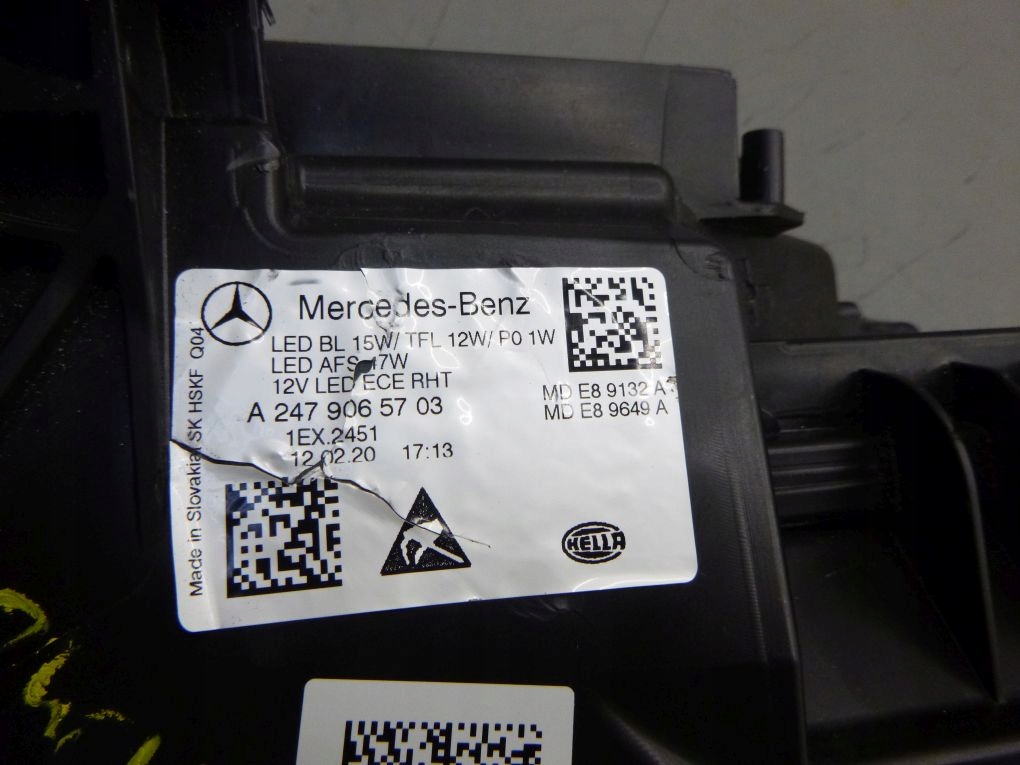 Mercedes-Benz
LED BL 15W/ TFL 12W/ PO 1W
LED AFS 47W
12V LED ECE RHT
A 247 906 57 03
1EX.2451
12.02.20 17:13
MD E8 9132 A
MD E8 9649 A
HELLA
Made in Slovakia SK HSKF Q04